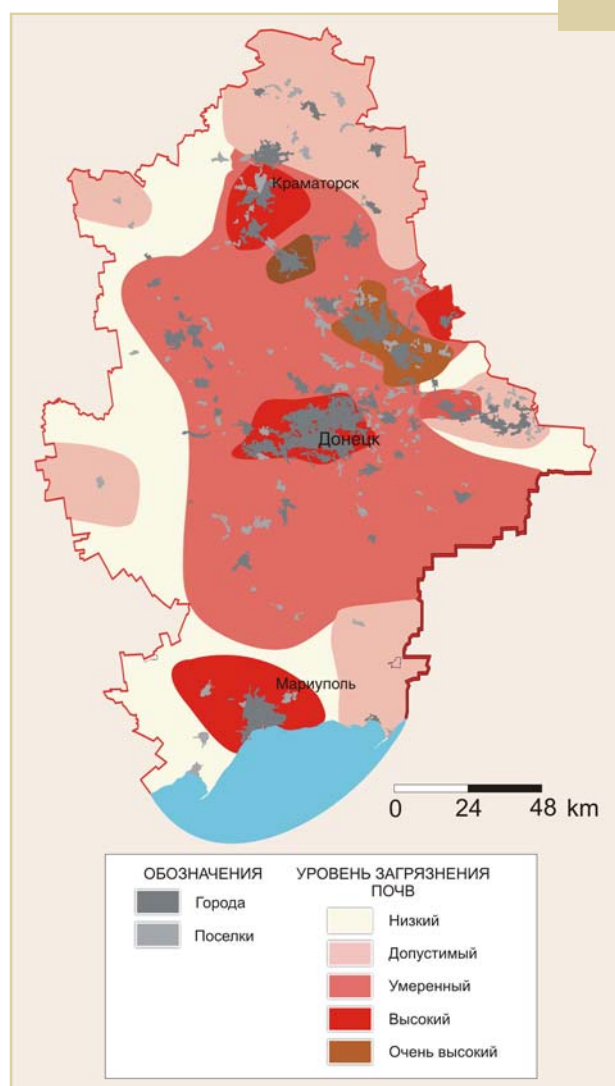 Краматорск
Донецк
Мариуполь
0 24 48 km
ОБОЗНАЧЕНИЯ
Города
Поселки
УРОВЕНЬ ЗАГРЯЗНЕНИЯ
ПОЧВ
Низкий
Допустимый
Умеренный
Высокий
Очень высокий